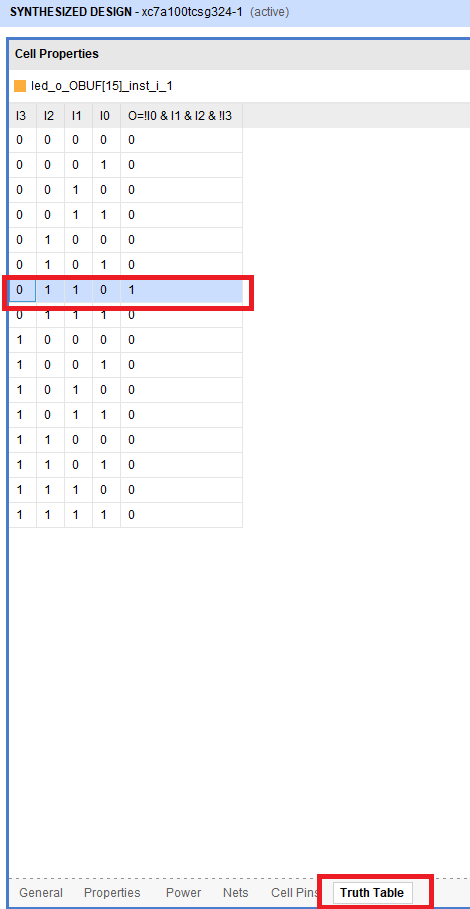 SYNTHESIZED DESIGN - xc7a100tcsg324-1 (active)
Cell Properties
led_o_OBUF[15]_inst_i_1
I3 I2 I1 I0 O=!I0 & I1 & I2 & !I3
0 0 0 0 0
0 0 0 1 0
0 0 1 0 0
0 0 1 1 0
0 1 0 0 0
0 1 0 1 0
0 1 1 0 1
0 1 1 1 0
1 0 0 0 0
1 0 0 1 0
1 0 1 0 0
1 0 1 1 0
1 1 0 0 0
1 1 0 1 0
1 1 1 0 0
1 1 1 1 0
General Properties Power Nets Cell Pins Truth Table